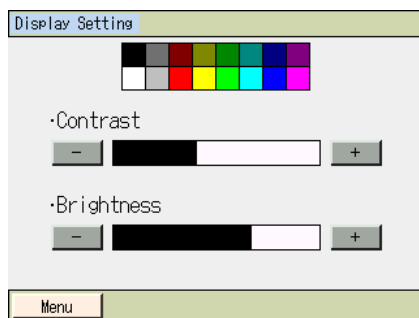 Display Setting
·Contrast
- +
·Brightness
- +
Menu